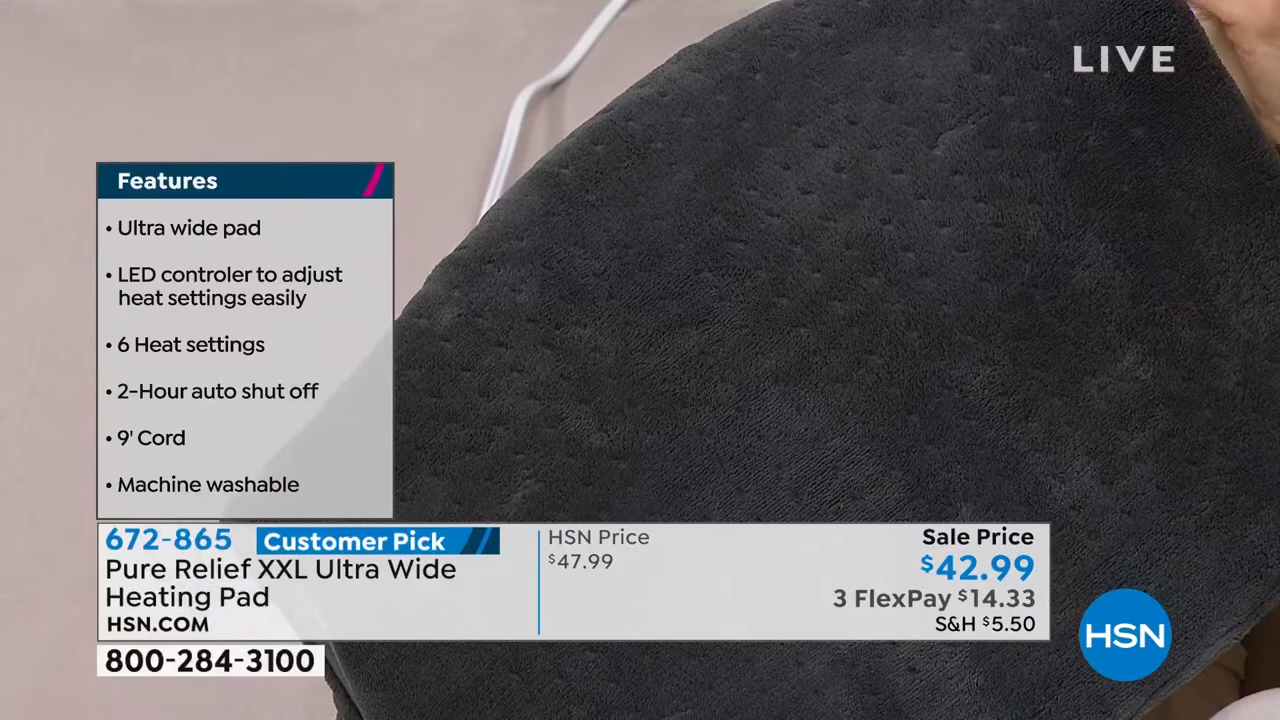 LIVE
Features
• Ultra wide pad
• LED controler to adjust
heat settings easily
• 6 Heat settings
• 2-Hour auto shut off
• 9' Cord
• Machine washable
672-865 Customer Pick
Pure Relief XXL Ultra Wide
Heating Pad
HSN.COM
HSN Price
$47.99
Sale Price
$42.99
3 FlexPay $14.33
S&H $5.50
800-284-3100
HSN